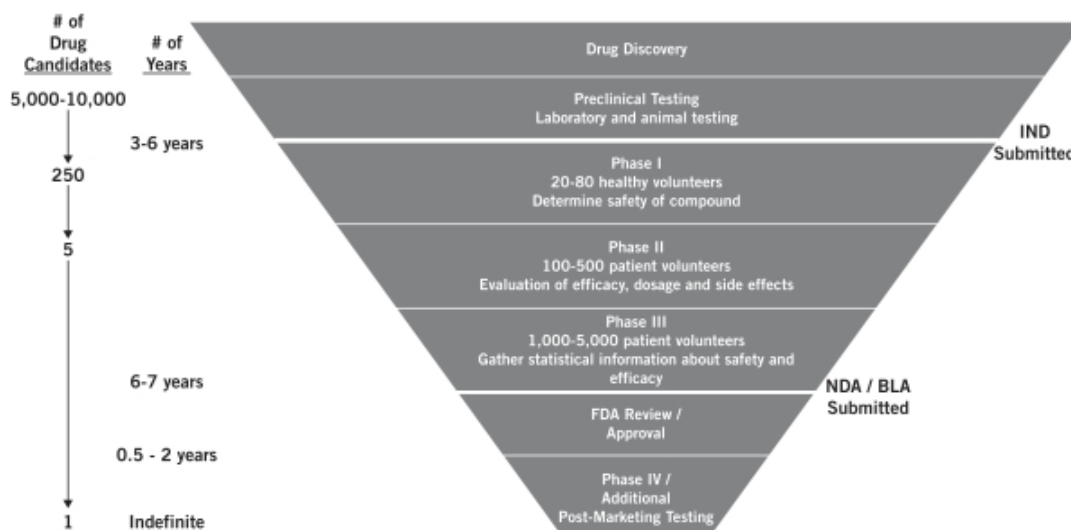 # of
Drug
Candidates
# of
Years
5,000-10,000
3-6 years
250
5
6-7 years
0.5 - 2 years
1
Indefinite
Drug Discovery
Preclinical Testing
Laboratory and animal testing
IND
Submitted
Phase I
20-80 healthy volunteers
Determine safety of compound
Phase II
100-500 patient volunteers
Evaluation of efficacy, dosage and side effects
Phase III
1,000-5,000 patient volunteers
Gather statistical information about safety and
efficacy
NDA / BLA
Submitted
FDA Review /
Approval
Phase IV /
Additional
Post-Marketing Testing